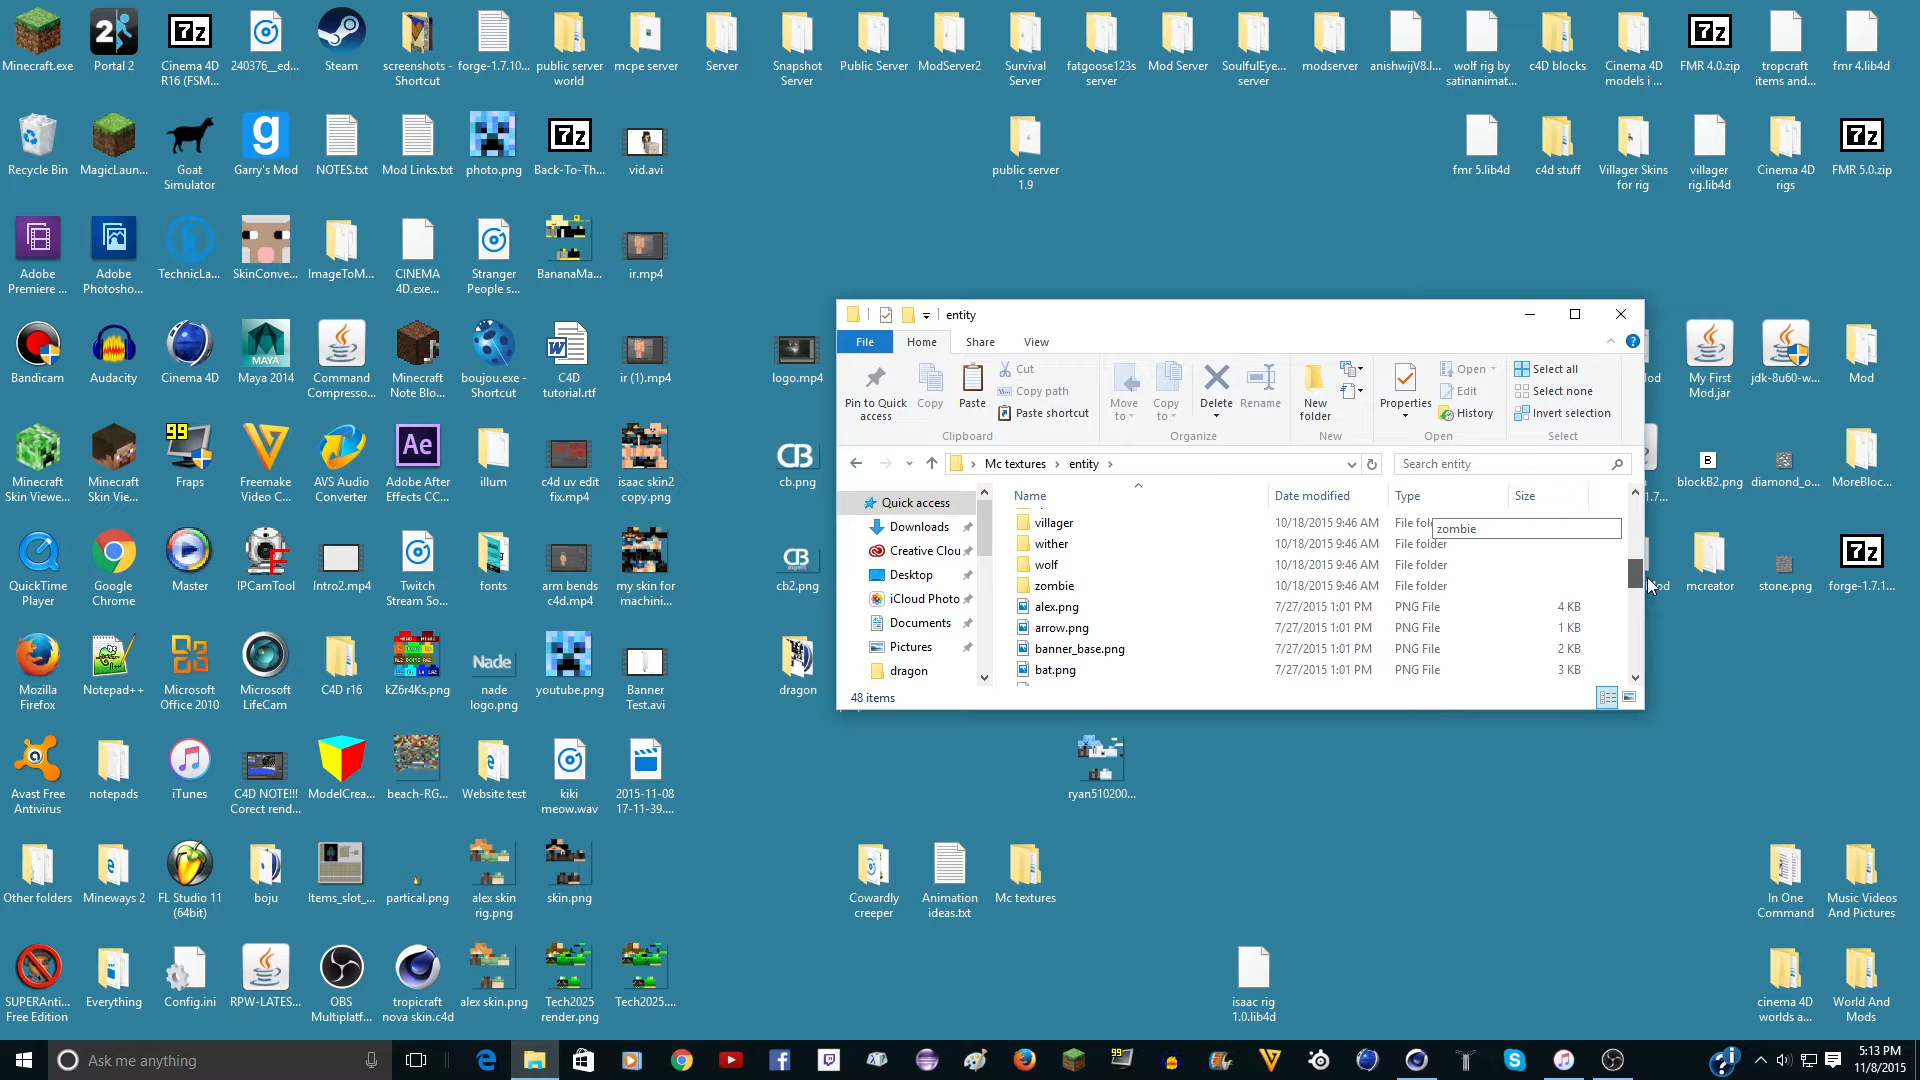 Minecraft.exe
Portal 2
Cinema 4D
R16 (FSM...
240376__ed...
Steam
screenshots -
Shortcut
forge-1.7.10...
public server
world
mcpe server
Server
Snapshot
Server
Public Server
ModServer2
Survival
Server
fatgoose123s
server
Mod Server
SoulfulEye...
server
modserver
anishwijV8.l...
wolf rig by
satinanimat...
c4D blocks
Cinema 4D
models i ...
FMR 4.0.zip
tropcraft
items and...
fmr 4.lib4d
Recycle Bin
MagicLaun...
Goat
Simulator
Garry's Mod
NOTES.txt
Mod Links.txt
photo.png
Back-To-Th...
vid.avi
public server
1.9
fmr 5.lib4d
c4d stuff
Villager Skins
for rig
villager
rig.lib4d
Cinema 4D
rigs
FMR 5.0.zip
Adobe
Premiere ...
Adobe
Photosho...
TechnicLa...
SkinConve...
ImageToM...
CINEMA
4D.exe...
Stranger
People s...
BananaMa...
ir.mp4
Bandicam
Audacity
Cinema 4D
MAYA
Maya 2014
Command
Compresso...
Minecraft
Note Blo...
boujou.exe -
Shortcut
C4D
tutorial.rtf
ir (1).mp4
logo.mp4
My First
Mod.jar
jdk-8u60-w...
Mod
Minecraft
Skin Viewe...
Minecraft
Skin Vie...
99
Fraps
Freemake
Video C...
AVS Audio
Converter
Ae
Adobe After
Effects CC...
illum
c4d uv edit
fix.mp4
isaac skin2
copy.png
CB
cb.png
B
blockB2.png
diamond_o...
MoreBloc...
QuickTime
Player
Google
Chrome
Master
IPCamTool
Intro2.mp4
Twitch
Stream So...
fonts
arm bends
c4d.mp4
my skin for
machini...
CB
expert
cb2.png
mcreator
stone.png
forge-1.7.1...
Mozilla
Firefox
Notepad++
Microsoft
Office 2010
Microsoft
LifeCam
C4D r16
kZ6r4Ks.png
Nade
nade
logo.png
youtube.png
Banner
Test.avi
dragon
Avast Free
Antivirus
notepads
iTunes
C4D NOTE!!!
Corect rend...
ModelCrea...
beach-RG...
Website test
kiki
meow.wav
2015-11-08
17-11-39....
ryan510200...
Other folders
Mineways 2
FL Studio 11
(64bit)
boju
Items_slot_...
partical.png
alex skin
rig.png
skin.png
Cowardly
creeper
Animation
ideas.txt
Mc textures
In One
Command
Music Videos
And Pictures
SUPERAnti...
Free Edition
Everything
Config.ini
RPW-LATES...
OBS
Multiplatf...
tropicraft
nova skin.c4d
alex skin.png
Tech2025
render.png
Tech2025....
isaac rig
1.0.lib4d
cinema 4D
worlds a...
World And
Mods
entity
File
Home
Share
View
Pin to Quick
access
Copy
Paste
Cut
Copy path
Paste shortcut
Clipboard
Move
to
Copy
to
Delete
Rename
Organize
New
folder
New
Properties
Open
Edit
History
Open
Select all
Select none
Invert selection
Select
Mc textures
entity
Search entity
Quick access
Downloads
Creative Clou
Desktop
iCloud Photo
Documents
Pictures
dragon
Name
Date modified
Type
Size
villager 10/18/2015 9:46 AM File fol
zombie
wither 10/18/2015 9:46 AM File folder
wolf 10/18/2015 9:46 AM File folder
zombie 10/18/2015 9:46 AM File folder
alex.png 7/27/2015 1:01 PM PNG File 4 KB
arrow.png 7/27/2015 1:01 PM PNG File 1 KB
banner_base.png 7/27/2015 1:01 PM PNG File 2 KB
bat.png 7/27/2015 1:01 PM PNG File 3 KB
48 items
Ask me anything
5:13 PM
11/8/2015